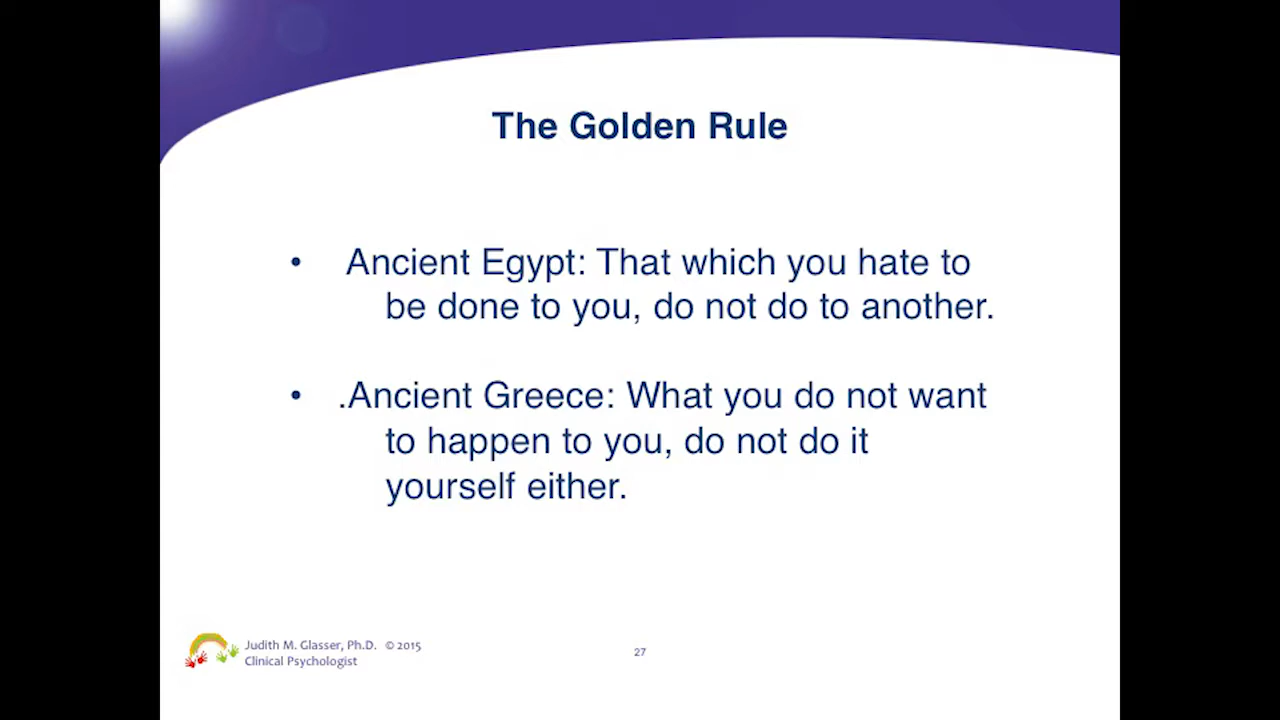 The Golden Rule
• Ancient Egypt: That which you hate to
be done to you, do not do to another.
• .Ancient Greece: What you do not want
to happen to you, do not do it
yourself either.
Judith M. Glasser, Ph.D. © 2015
Clinical Psychologist
27